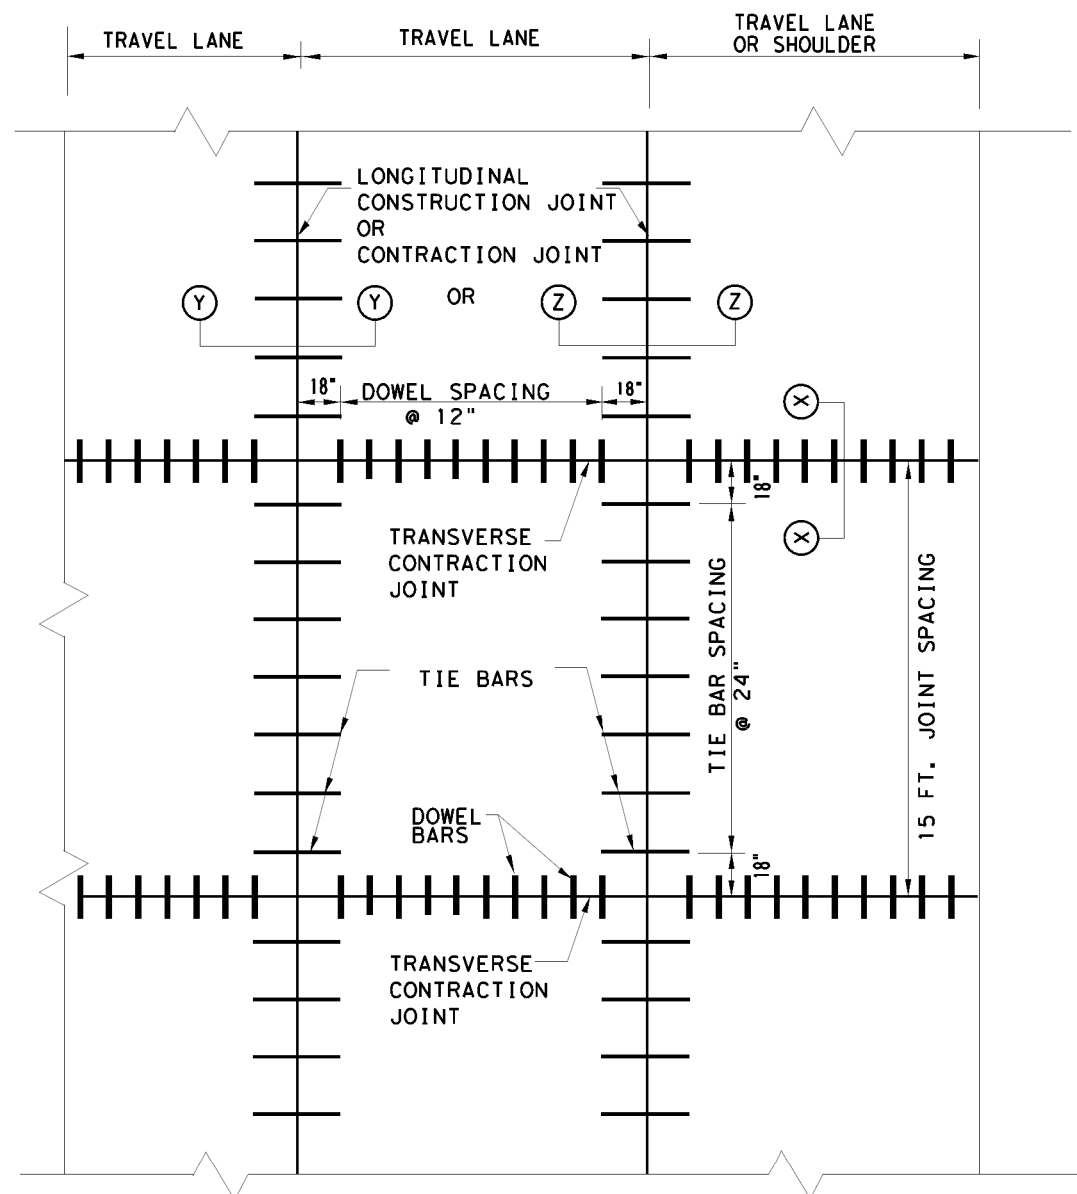 TRAVEL LANE
TRAVEL LANE
TRAVEL LANE
OR SHOULDER
LONGITUDINAL
CONSTRUCTION JOINT
OR
CONTRACTION JOINT
Y
Y
OR
Z
Z
18"
DOWEL SPACING
@ 12"
18"
X
18"
TRANSVERSE
CONTRACTION
JOINT
X
TIE BARS
TIE BAR SPACING
@ 24"
15 FT. JOINT SPACING
DOWEL
BARS
18"
TRANSVERSE
CONTRACTION
JOINT